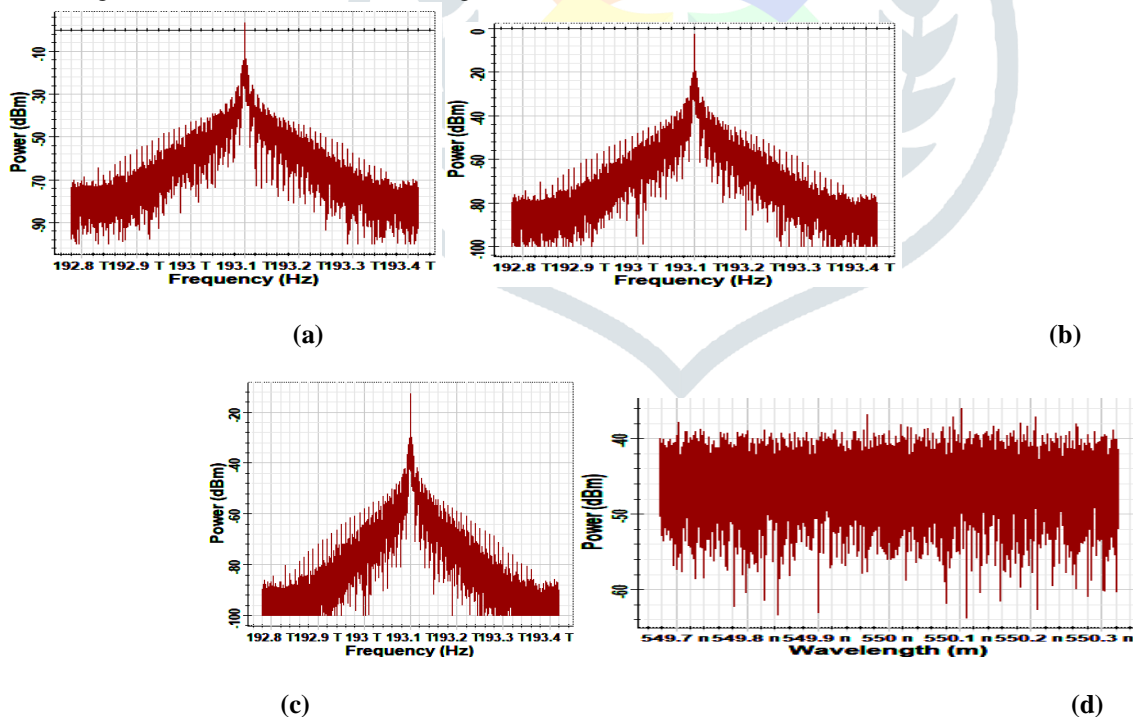 Power (dBm)
-10
-30
-50
-70
-90
192.8 T192.9 T 193 T 193.1 T193.2 T193.3 T193.4 T
Frequency (Hz)
(a)
Power (dBm)
0
20
-40
60
80
-100
192.8 T192.9 T 193 T 193.1 T193.2 T193.3 T193.4 T
Frequency (Hz)
(b)
Power (dBm)
-20
-40
-60
-80
-100
192.8 T192.9 T 193 T 193.1 T193.2 T193.3 T193.4 T
Frequency (Hz)
(c)
Power (dBm)
-40
-50
-60
549.7 n549.8 n549.9 n 550 n 550.1 n550.2 n550.3 n
Wavelength (m)
(d)